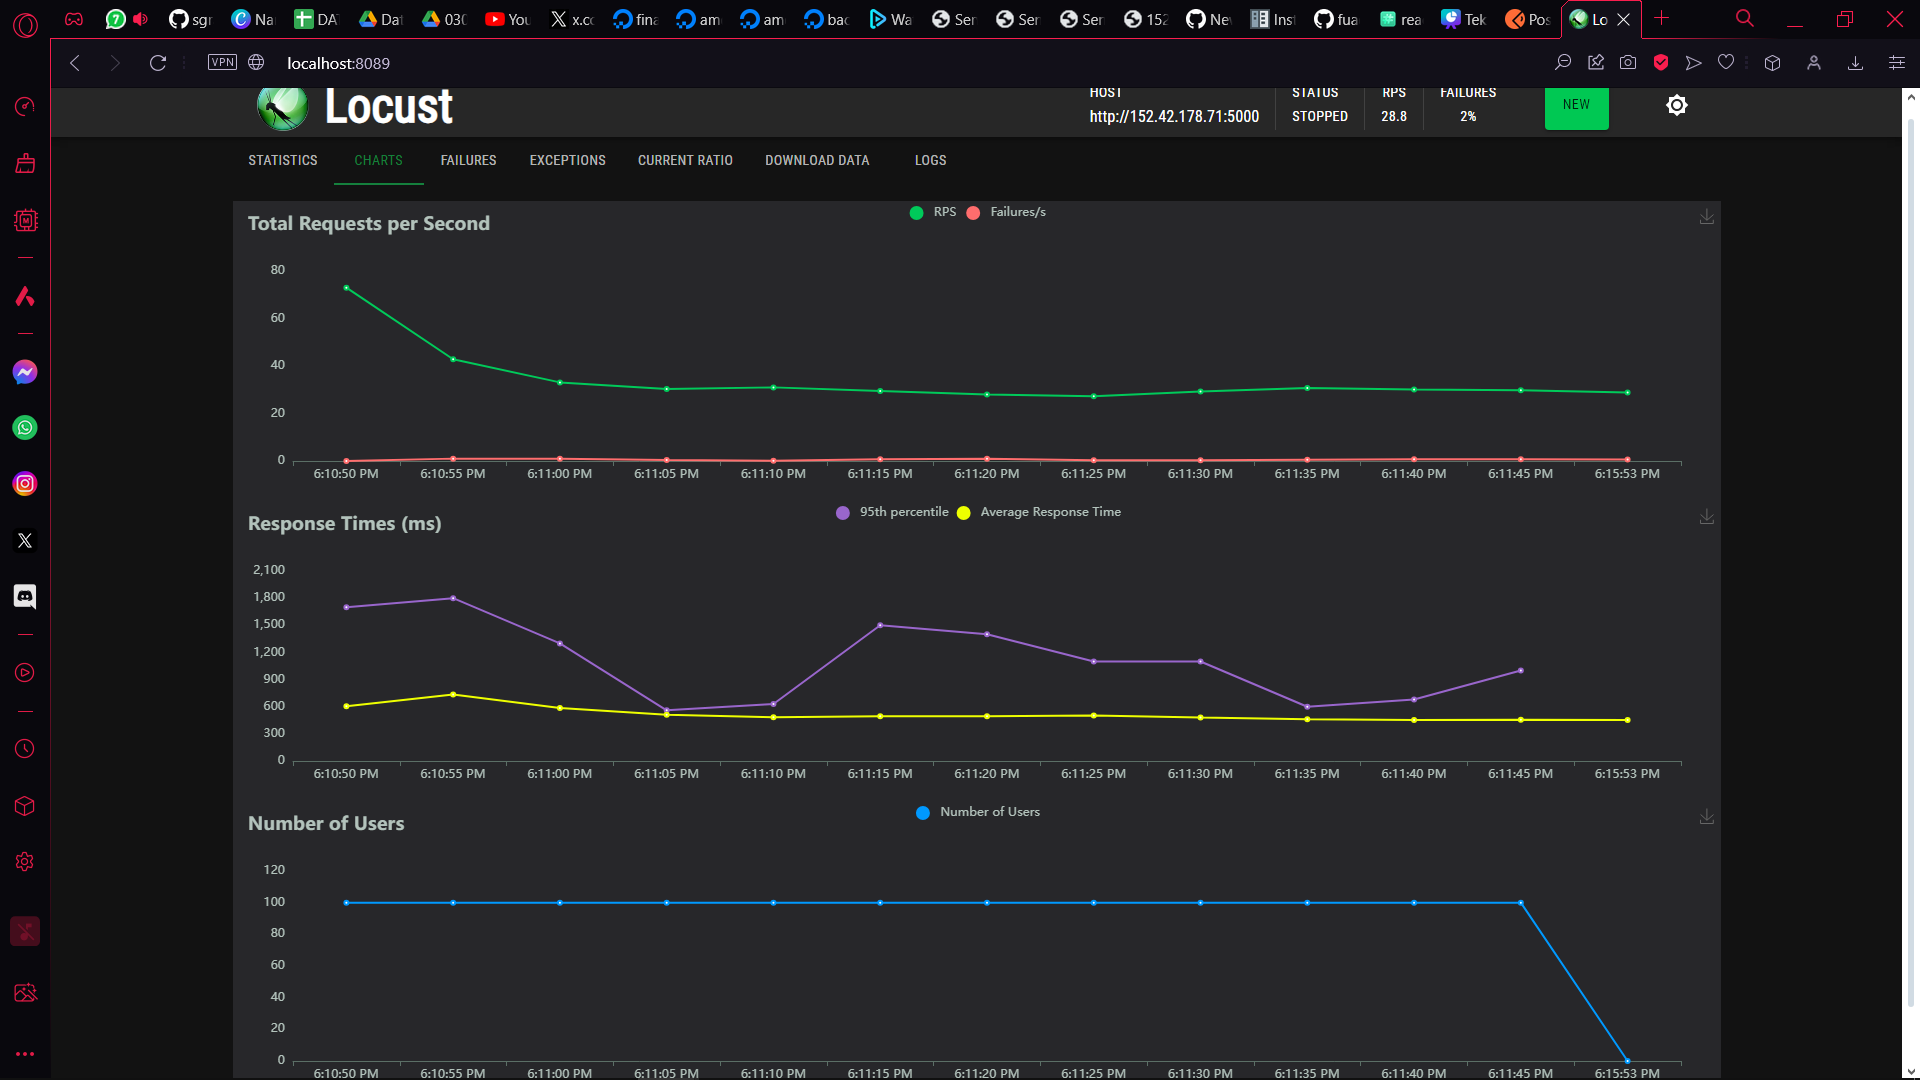 sgr
Na
DA
Dat
030
You
x.co
fina
am
am
bac
Wa
Ser
Ser
Ser
152
Ne
Inst
fua
rea
Tek
Pos
Lo
VPN
localhost:8089
Locust
HOST
http://152.42.178.71:5000
STATUS
STOPPED
RPS
28.8
FAILURES
2%
NEW
STATISTICS CHARTS FAILURES EXCEPTIONS CURRENT RATIO DOWNLOAD DATA LOGS
Total Requests per Second
RPS Failures/s
80
60
40
20
0
6:10:50 PM 6:10:55 PM 6:11:00 PM 6:11:05 PM 6:11:10 PM 6:11:15 PM 6:11:20 PM 6:11:25 PM 6:11:30 PM 6:11:35 PM 6:11:40 PM 6:11:45 PM 6:15:53 PM
Response Times (ms)
95th percentile Average Response Time
2,100
1,800
1,500
1,200
900
600
300
0
6:10:50 PM 6:10:55 PM 6:11:00 PM 6:11:05 PM 6:11:10 PM 6:11:15 PM 6:11:20 PM 6:11:25 PM 6:11:30 PM 6:11:35 PM 6:11:40 PM 6:11:45 PM 6:15:53 PM
Number of Users
Number of Users
120
100
80
60
40
20
0
6:10:50 PM 6:10:55 PM 6:11:00 PM 6:11:05 PM 6:11:10 PM 6:11:15 PM 6:11:20 PM 6:11:25 PM 6:11:30 PM 6:11:35 PM 6:11:40 PM 6:11:45 PM 6:15:53 PM